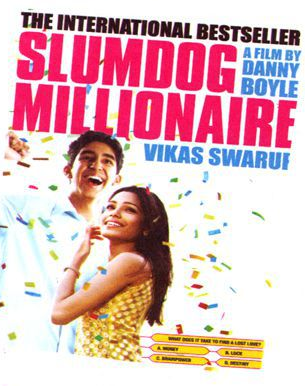 THE INTERNATIONAL BESTSELLER
SLUMDOG
A FILM BY
DANNY
BOYLE
MILLIONAIRE
VIKAS SWARUP
WHAT DOES IT TAKE TO FIND A LOST LOVE?
A. MONEY
B. LUCK
C. BRAINPOWER
D. DESTINY